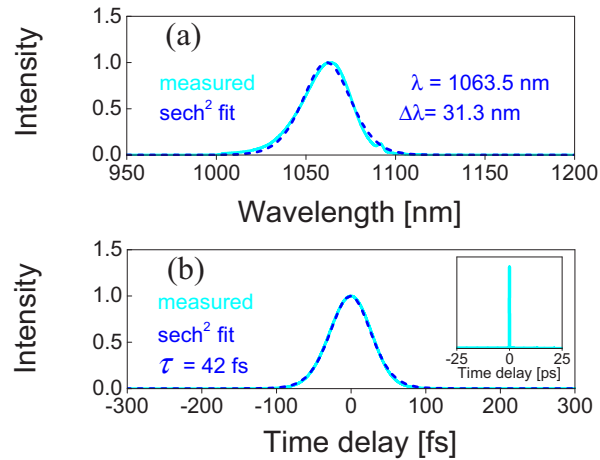 (a)
Intensity
1.5
1.0
0.5
0.0
measured
sech² fit
λ = 1063.5 nm
Δλ= 31.3 nm
950 1000 1050 1100 1150 1200
Wavelength [nm]
(b)
Intensity
1.5
1.0
0.5
0.0
measured
sech² fit
τ = 42 fs
-25 0 25
Time delay [ps]
-300 -200 -100 0 100 200 300
Time delay [fs]